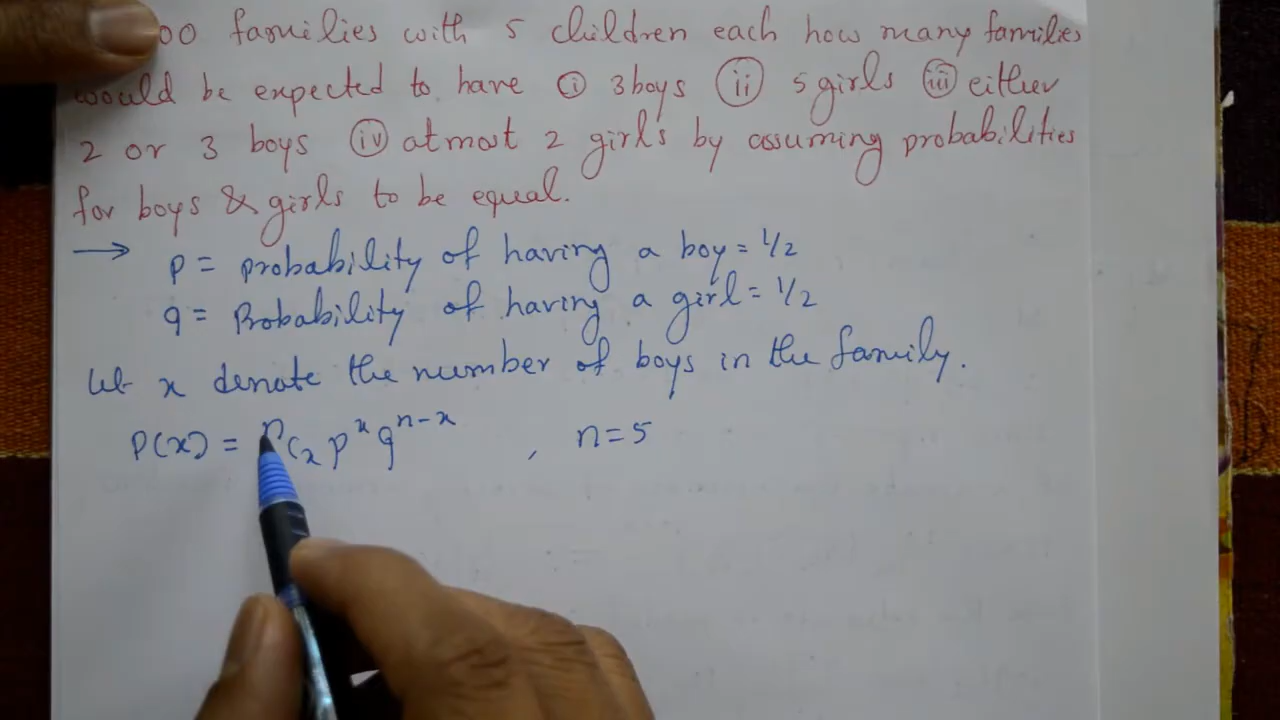 00 families with 5 children each how many families
would be expected to have (i) 3 boys (ii) 5 girls (iii) either
2 or 3 boys (iv) atmost 2 girls by assuming probabilities
for boys & girls to be equal.
→ p = probability of having a boy = 1/2
q = Probability of having a girl = 1/2
Let x denote the number of boys in the family.
P(x) = ⁿCₓ pˣ qⁿ⁻ˣ , n = 5